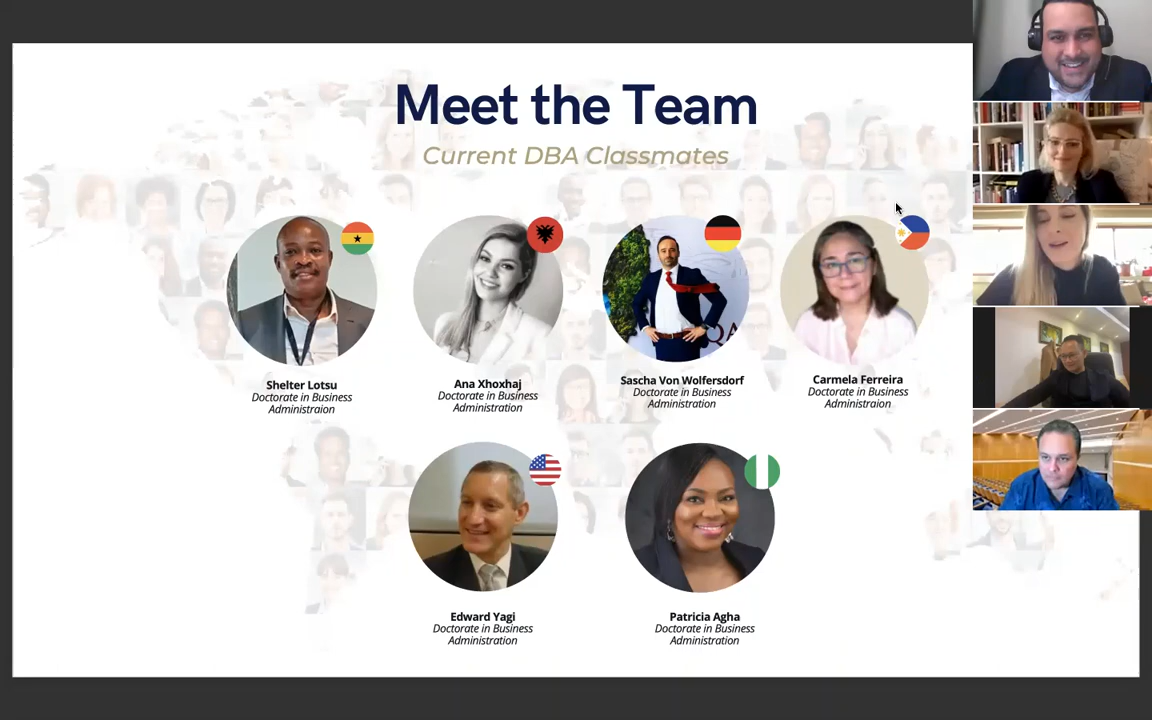 Meet the Team
Current DBA Classmates
Shelter Lotsu
Doctorate in Business
Administraion
Ana Xhoxhaj
Doctorate in Business
Administration
Sascha Von Wolfersdorf
Doctorate in Business
Administration
Carmela Ferreira
Doctorate in Business
Administraion
Edward Yagi
Doctorate in Business
Administration
Patricia Agha
Doctorate in Business
Administration